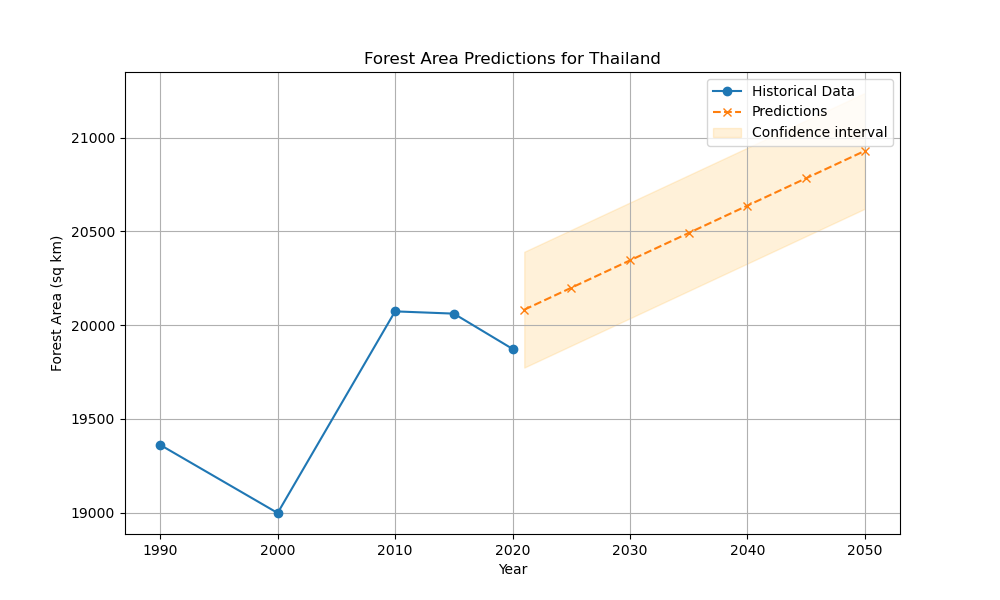 Forest Area Predictions for Thailand
Historical Data
Predictions
Confidence interval
Forest Area (sq km)
21000
20500
20000
19500
19000
1990 2000 2010 2020 2030 2040 2050
Year